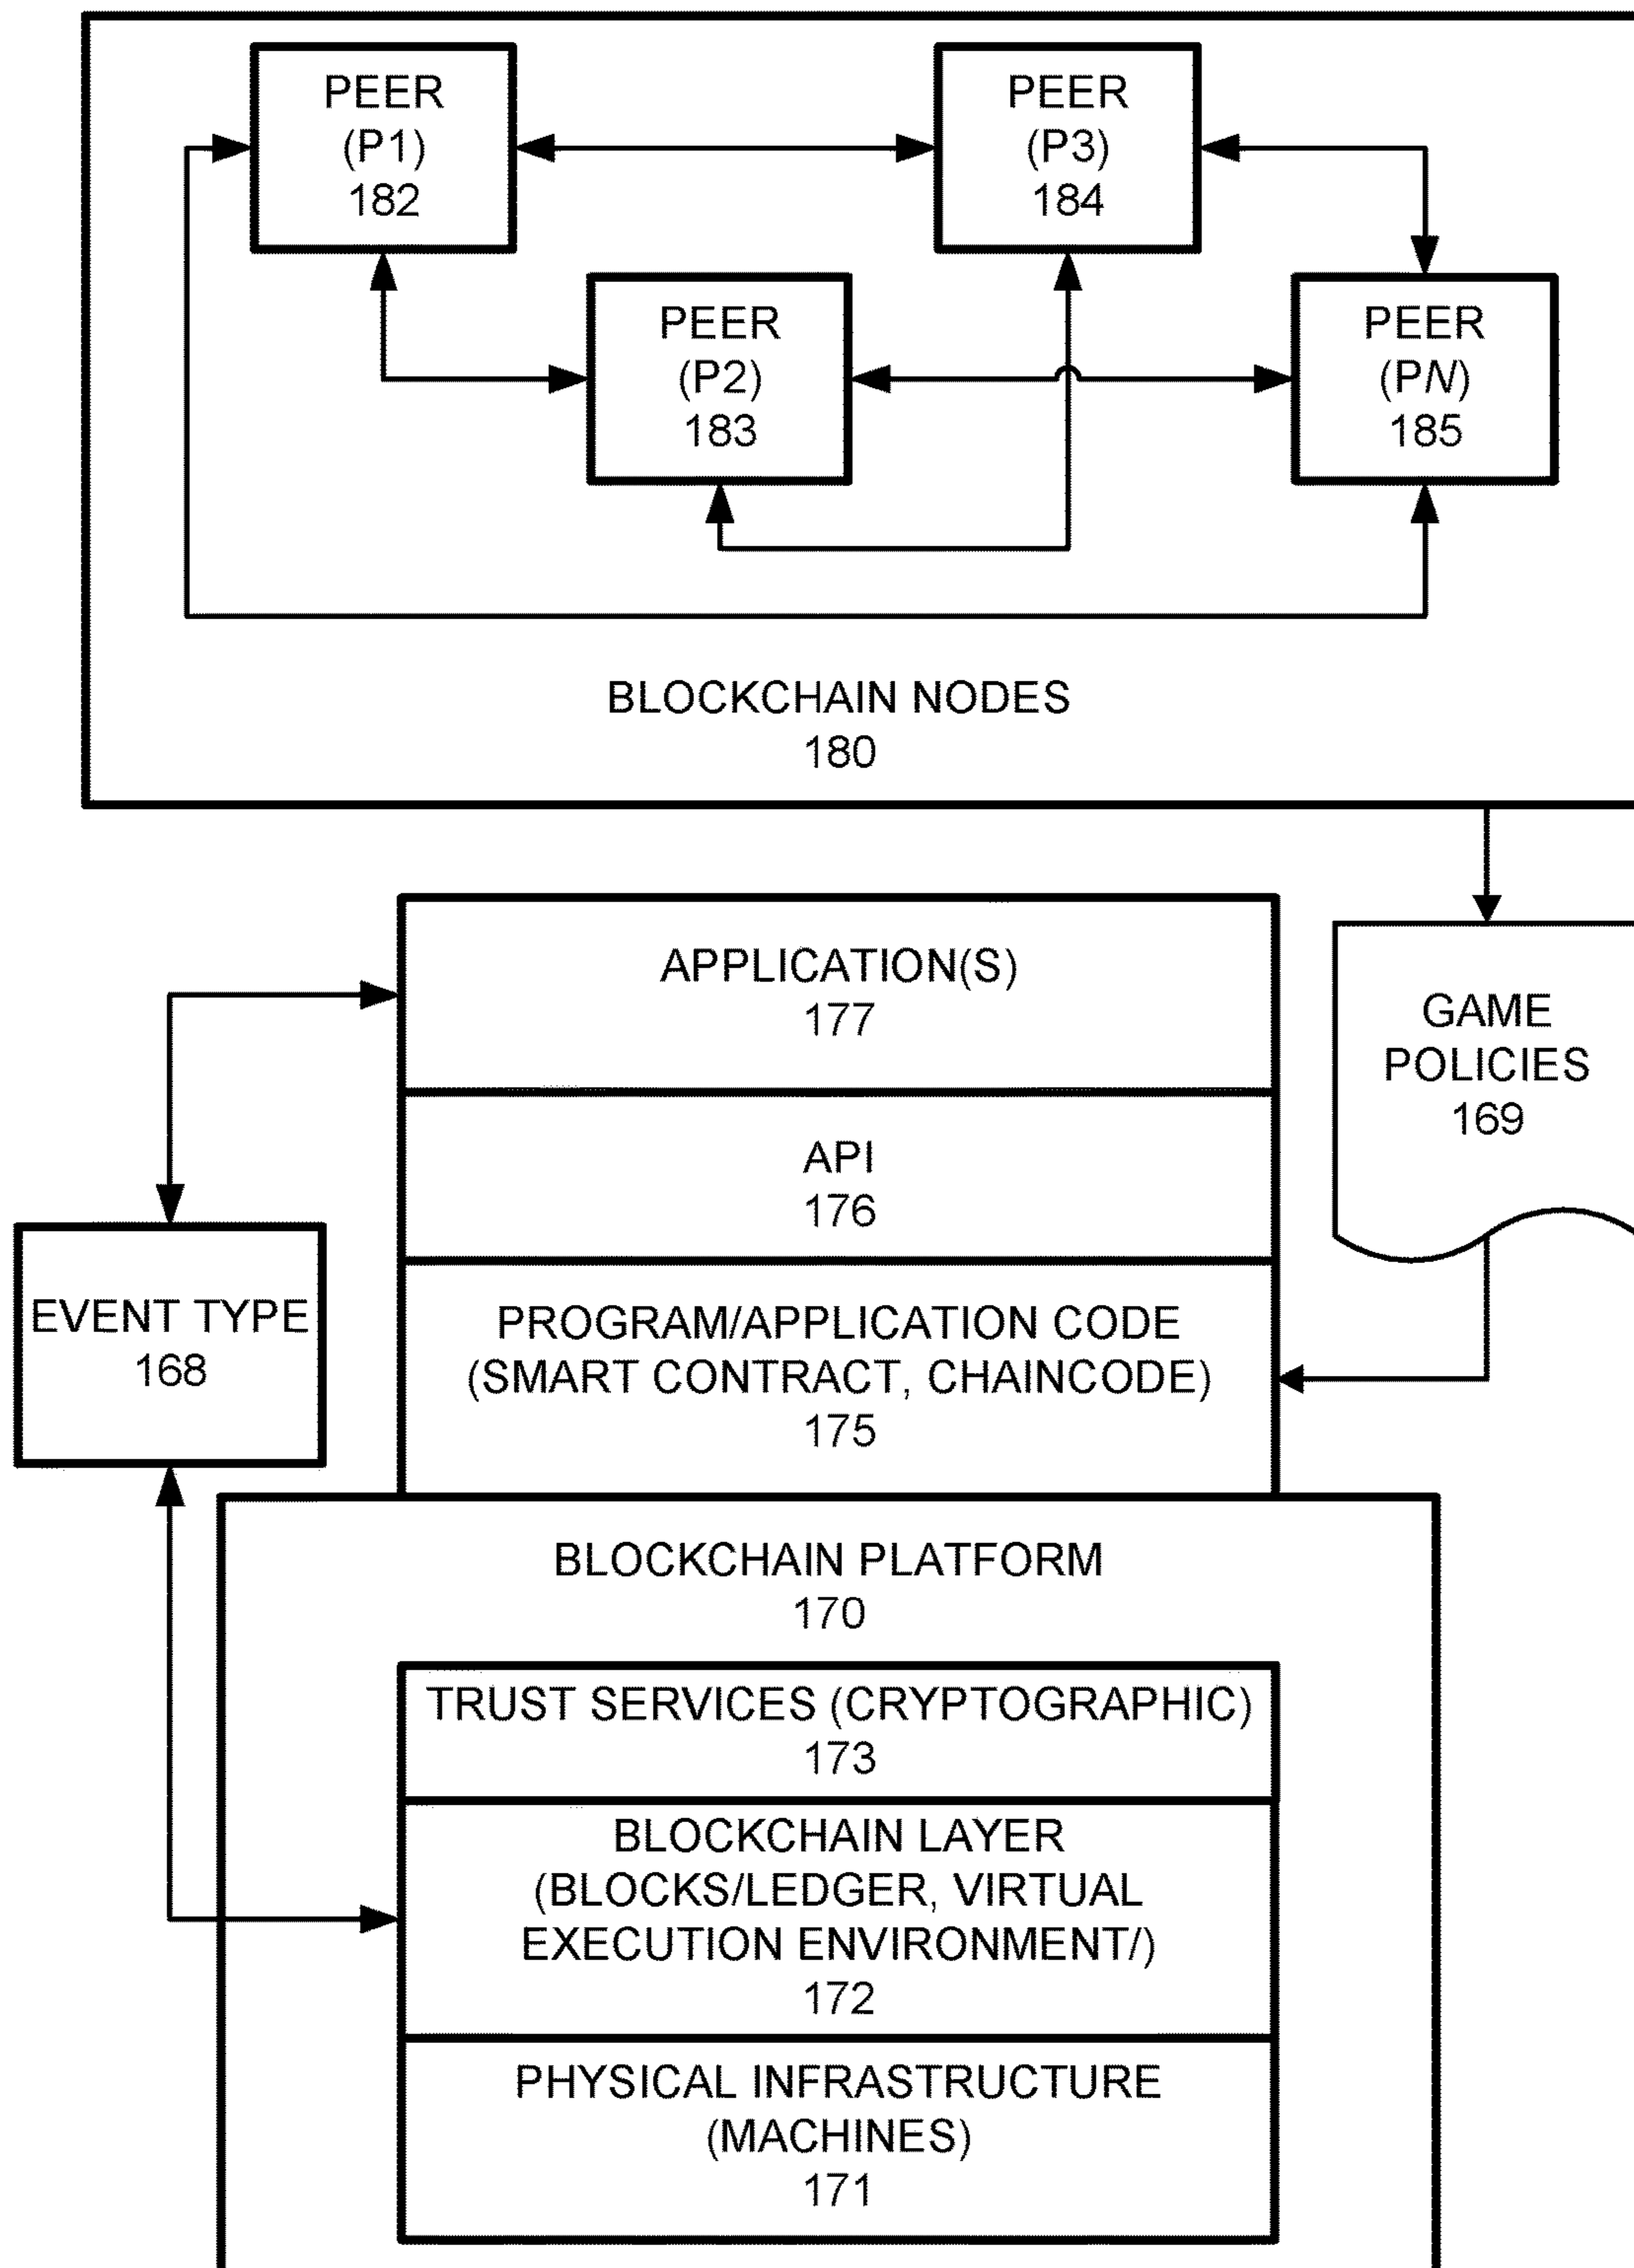 PEER
(P1)
182
PEER
(P3)
184
PEER
(P2)
183
PEER
(PN)
185
BLOCKCHAIN NODES
180
APPLICATION(S)
177
GAME
POLICIES
169
API
176
EVENT TYPE
168
PROGRAM/APPLICATION CODE
(SMART CONTRACT, CHAINCODE)
175
BLOCKCHAIN PLATFORM
170
TRUST SERVICES (CRYPTOGRAPHIC)
173
BLOCKCHAIN LAYER
(BLOCKS/LEDGER, VIRTUAL
EXECUTION ENVIRONMENT/)
172
PHYSICAL INFRASTRUCTURE
(MACHINES)
171